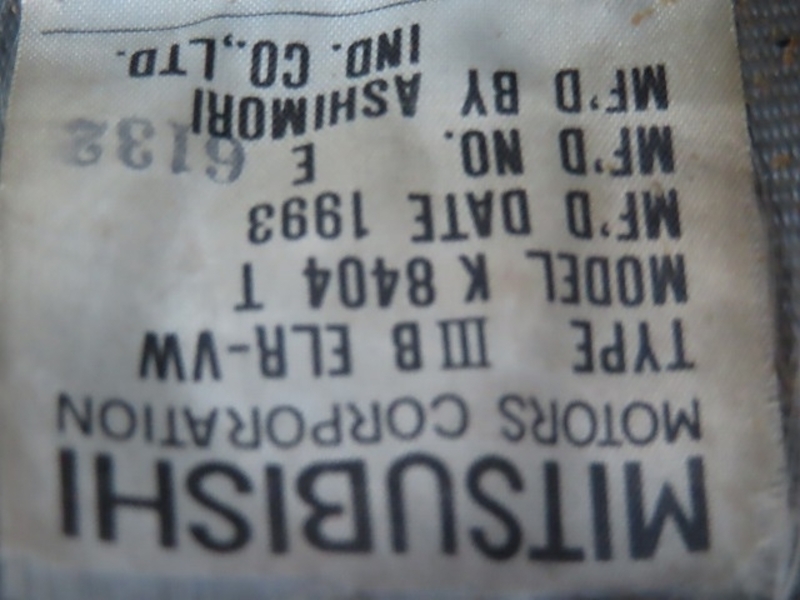 MITSUBISHI
MOTORS CORPORATION
TYPE III B ELR-VW
MODEL K 8404 T
MF'D DATE 1993
MF'D NO. E 6132
MF'D BY ASHIMORI
IND. CO.,LTD.